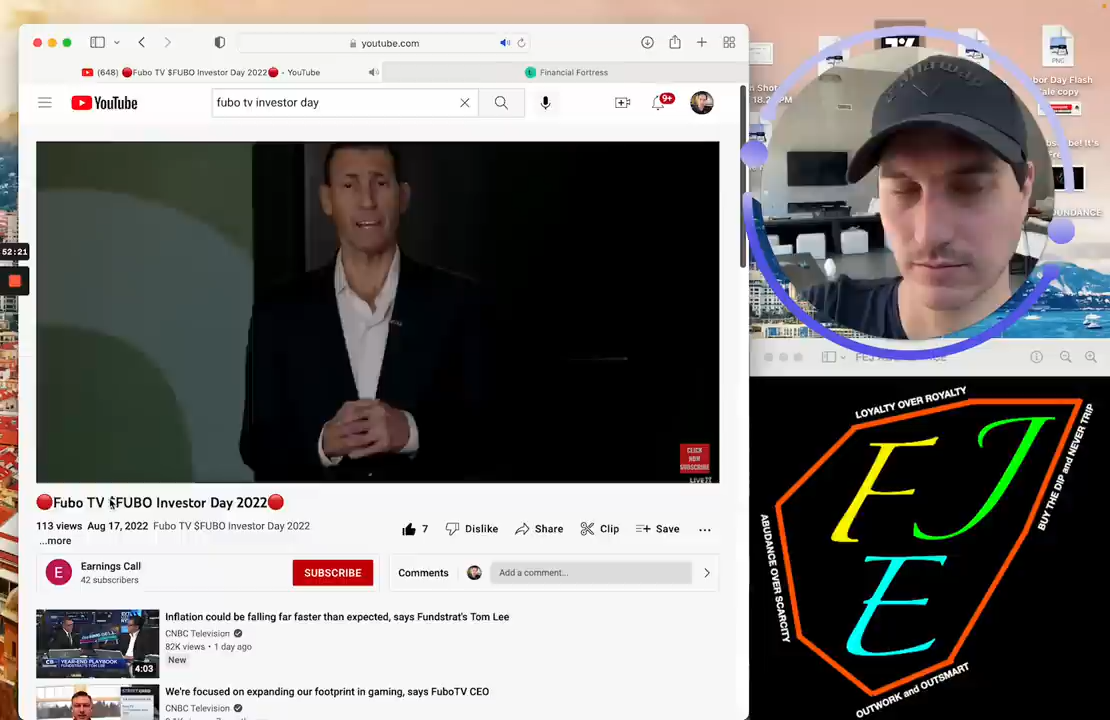 youtube.com
(648) 🔴Fubo TV $FUBO Investor Day 2022🔴 - YouTube
Financial Fortress
YouTube
fubo tv investor day
9+
PNG
52:21
CLICK
NOW
SUBSCRIBE
🔴Fubo TV $FUBO Investor Day 2022🔴
113 views Aug 17, 2022 Fubo TV $FUBO Investor Day 2022
...more
7
Dislike
Share
Clip
Save
E
Earnings Call
42 subscribers
SUBSCRIBE
Comments
Add a comment...
Inflation could be falling far faster than expected, says Fundstrat's Tom Lee
CNBC Television
82K views • 1 day ago
New
4:03
We're focused on expanding our footprint in gaming, says FuboTV CEO
CNBC Television
LOYALTY OVER ROYALTY
BUY THE DIP and NEVER TRIP
ABUDANCE OVER SCARCITY
OUTWORK and OUTSMART
F J
E